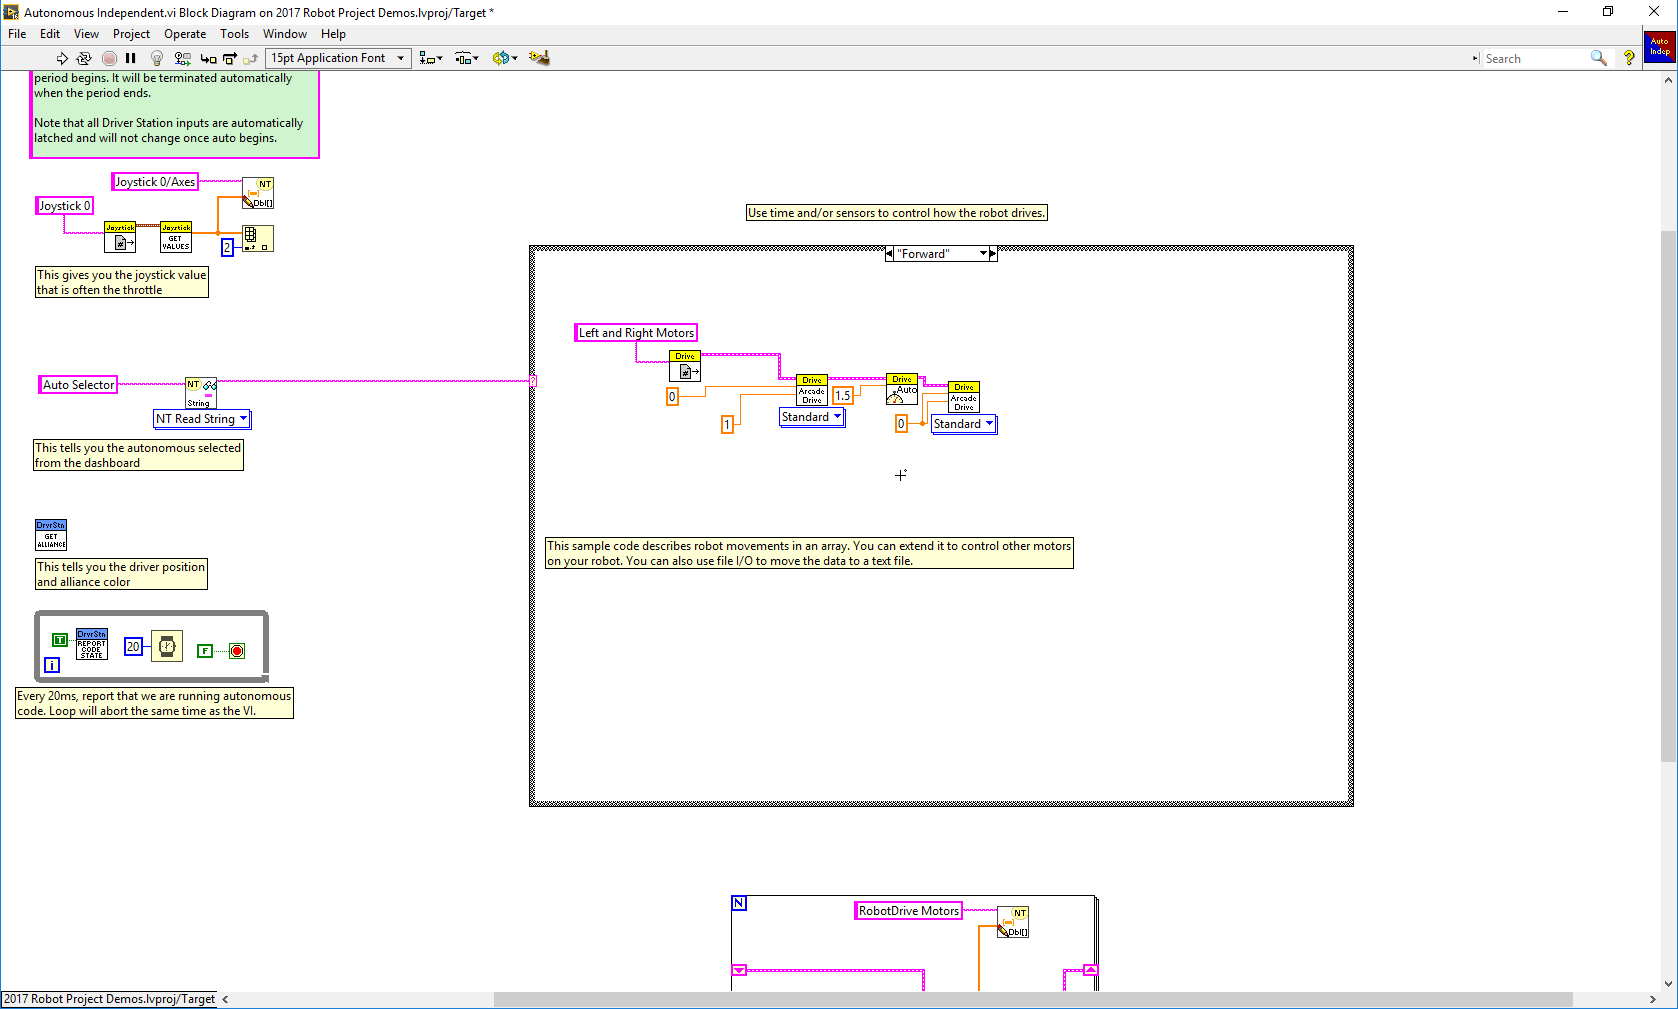 Autonomous Independent.vi Block Diagram on 2017 Robot Project Demos.lvproj/Target *
File Edit View Project Operate Tools Window Help
15pt Application Font
Search
Auto
Indep
period begins. It will be terminated automatically
when the period ends.
Note that all Driver Station inputs are automatically
latched and will not change once auto begins.
Joystick 0/Axes
NT
Dbl[]
Joystick 0
Joystick
#
Joystick
GET
VALUES
2
This gives you the joystick value
that is often the throttle
Use time and/or sensors to control how the robot drives.
"Forward"
Left and Right Motors
Drive
#
0
1
Drive
Arcade
Drive
Standard
1.5
Drive
Auto
0
Drive
Arcade
Drive
Standard
Auto Selector
NT
String
NT Read String
?
This tells you the autonomous selected
from the dashboard
DrvrStn
GET
ALLIANCE
This tells you the driver position
and alliance color
This sample code describes robot movements in an array. You can extend it to control other motors
on your robot. You can also use file I/O to move the data to a text file.
T
DrvrStn
REPORT
CODE
STATE
20
F
i
Every 20ms, report that we are running autonomous
code. Loop will abort the same time as the VI.
N
RobotDrive Motors
NT
Dbl[]
2017 Robot Project Demos.lvproj/Target